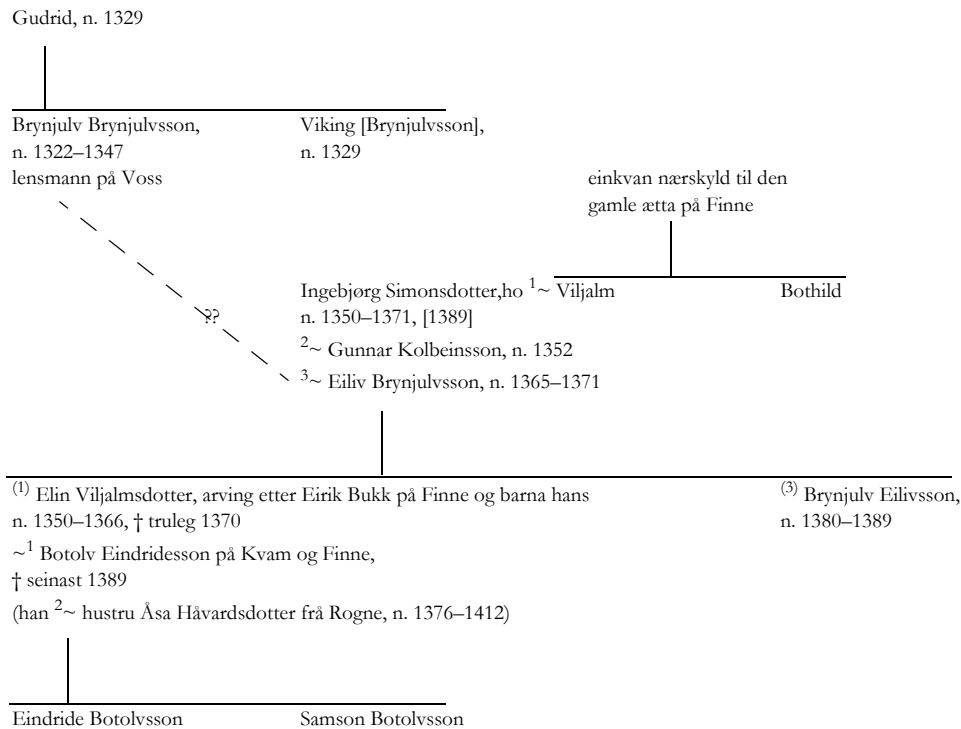 Gudrid, n. 1329
Brynjulv Brynjulvsson,
n. 1322–1347
lensmann på Voss
Viking [Brynjulvsson],
n. 1329
einkvan nærskyld til den
gamle ætta på Finne
Ingebjørg Simonsdotter,ho ¹~ Viljalm
n. 1350–1371, [1389]
Bothild
??
²~ Gunnar Kolbeinsson, n. 1352
³~ Eiliv Brynjulvsson, n. 1365–1371
⁽¹⁾ Elin Viljalmsdotter, arving etter Eirik Bukk på Finne og barna hans
n. 1350–1366, † truleg 1370
~¹ Botolv Eindridesson på Kvam og Finne,
† seinast 1389
(han ²~ hustru Åsa Håvardsdotter frå Rogne, n. 1376–1412)
⁽³⁾ Brynjulv Eilivsson,
n. 1380–1389
Eindride Botolvsson
Samson Botolvsson